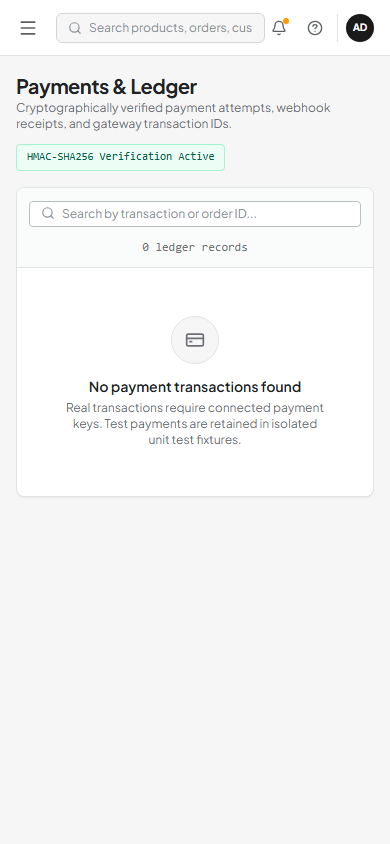 Search products, orders, cus
AD
Payments & Ledger
Cryptographically verified payment attempts, webhook
receipts, and gateway transaction IDs.
HMAC-SHA256 Verification Active
Search by transaction or order ID...
0 ledger records
No payment transactions found
Real transactions require connected payment
keys. Test payments are retained in isolated
unit test fixtures.